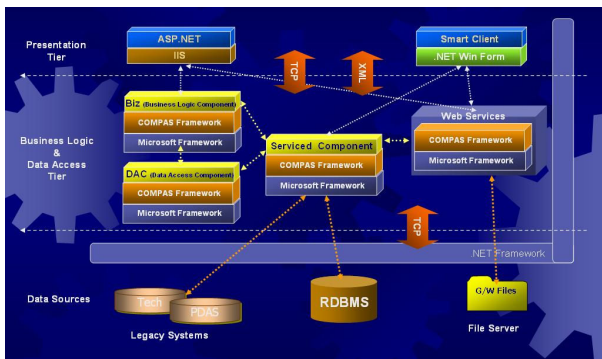 ASP.NET
IIS
Smart Client
.NET Win Form
Presentation
Tier
TCP
XML
Biz (Business Logic Component)
COMPAS Framework
Microsoft Framework
Web Services
COMPAS Framework
Microsoft Framework
Business Logic
&
Data Access
Tier
Serviced Component
COMPAS Framework
Microsoft Framework
DAC (Data Access Component)
COMPAS Framework
Microsoft Framework
TCP
.NET Framework
Data Sources
Tech
PDAS
Legacy Systems
RDBMS
G/W Files
File Server